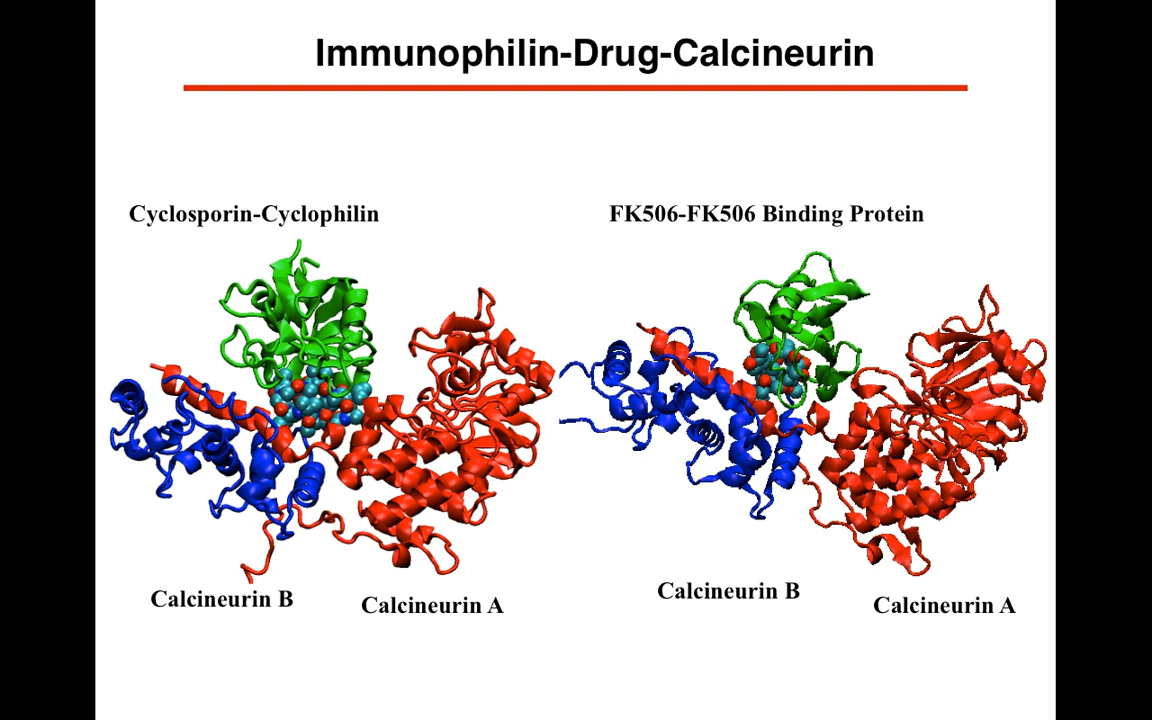 Immunophilin-Drug-Calcineurin
Cyclosporin-Cyclophilin
FK506-FK506 Binding Protein
Calcineurin B
Calcineurin A
Calcineurin B
Calcineurin A